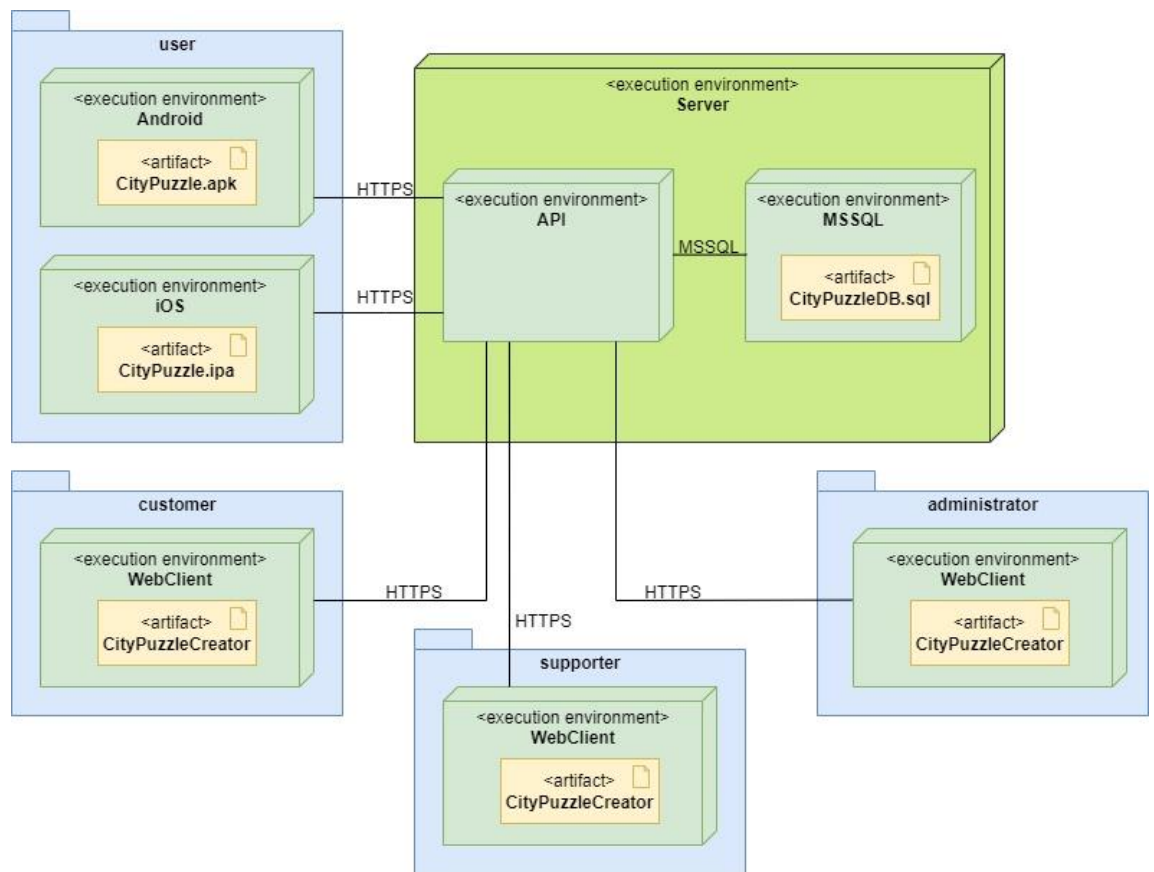 user
<execution environment>
Android
<artifact>
CityPuzzle.apk
<execution environment>
iOS
<artifact>
CityPuzzle.ipa
HTTPS
HTTPS
<execution environment>
Server
<execution environment>
API
MSSQL
<execution environment>
MSSQL
<artifact>
CityPuzzleDB.sql
customer
<execution environment>
WebClient
<artifact>
CityPuzzleCreator
HTTPS
HTTPS
supporter
<execution environment>
WebClient
<artifact>
CityPuzzleCreator
HTTPS
administrator
<execution environment>
WebClient
<artifact>
CityPuzzleCreator